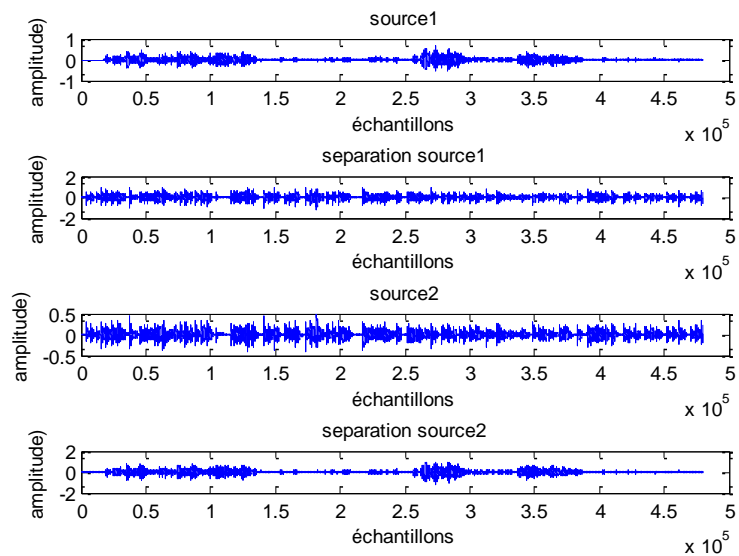 source1
1
0
-1
amplitude)
0 0.5 1 1.5 2 2.5 3 3.5 4 4.5 5
échantillons
x 10^5
separation source1
2
0
-2
amplitude)
0 0.5 1 1.5 2 2.5 3 3.5 4 4.5 5
échantillons
x 10^5
source2
0.5
0
-0.5
amplitude)
0 0.5 1 1.5 2 2.5 3 3.5 4 4.5 5
échantillons
x 10^5
separation source2
2
0
-2
amplitude)
0 0.5 1 1.5 2 2.5 3 3.5 4 4.5 5
échantillons
x 10^5